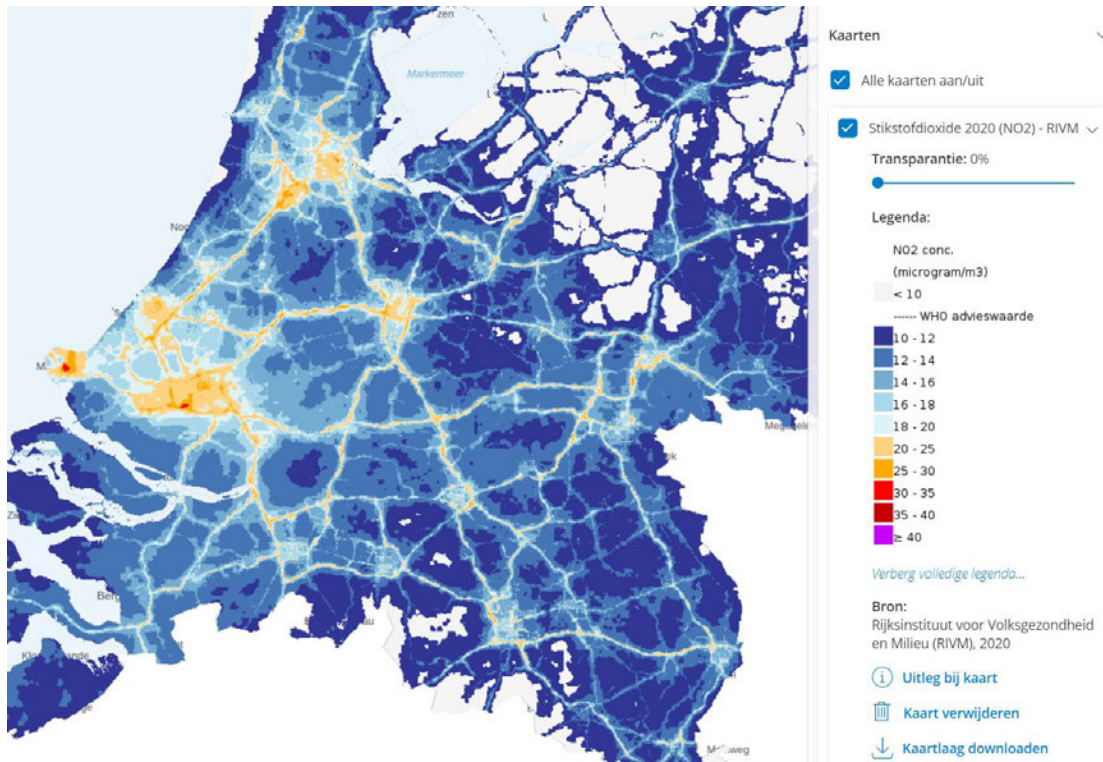 Markermeer
Kaarten
Alle kaarten aan/uit
Stikstofdioxide 2020 (NO2) - RIVM
Transparantie: 0%
Legenda:
NO2 conc.
(microgram/m3)
< 10
------ WHO advieswaarde
10 - 12
12 - 14
14 - 16
16 - 18
18 - 20
20 - 25
25 - 30
30 - 35
35 - 40
≥ 40
Verberg volledige legenda...
Bron:
Rijksinstituut voor Volksgezondheid
en Milieu (RIVM), 2020
Uitleg bij kaart
Kaart verwijderen
Kaartlaag downloaden